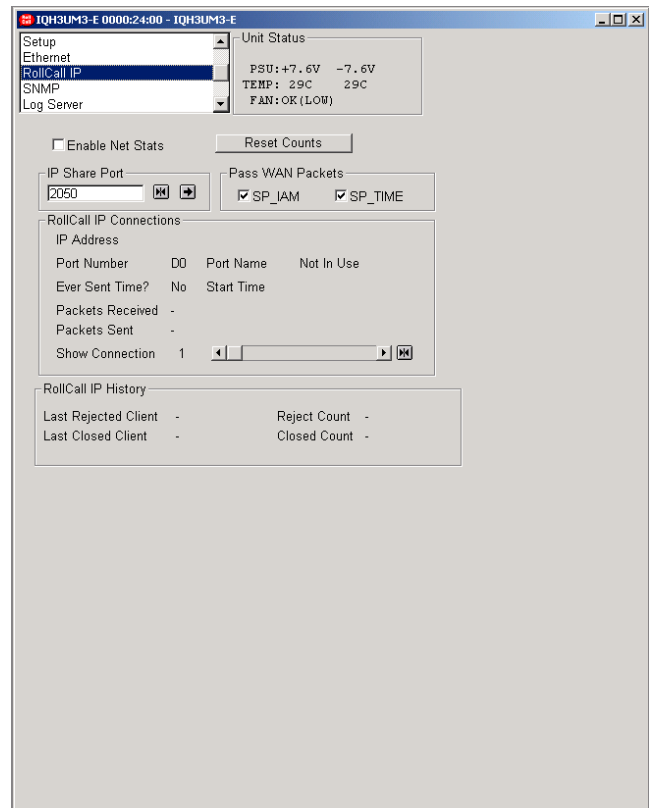 IQH3UM3-E 0000:24:00 - IQH3UM3-E
Setup
Ethernet
RollCall IP
SNMP
Log Server
Unit Status
PSU:+7.6V -7.6V
TEMP: 29C 29C
FAN:OK(LOW)
Enable Net Stats
Reset Counts
IP Share Port
2050
Pass WAN Packets
SP_IAM SP_TIME
RollCall IP Connections
IP Address
Port Number D0 Port Name Not In Use
Ever Sent Time? No Start Time
Packets Received -
Packets Sent -
Show Connection 1
RollCall IP History
Last Rejected Client - Reject Count -
Last Closed Client - Closed Count -